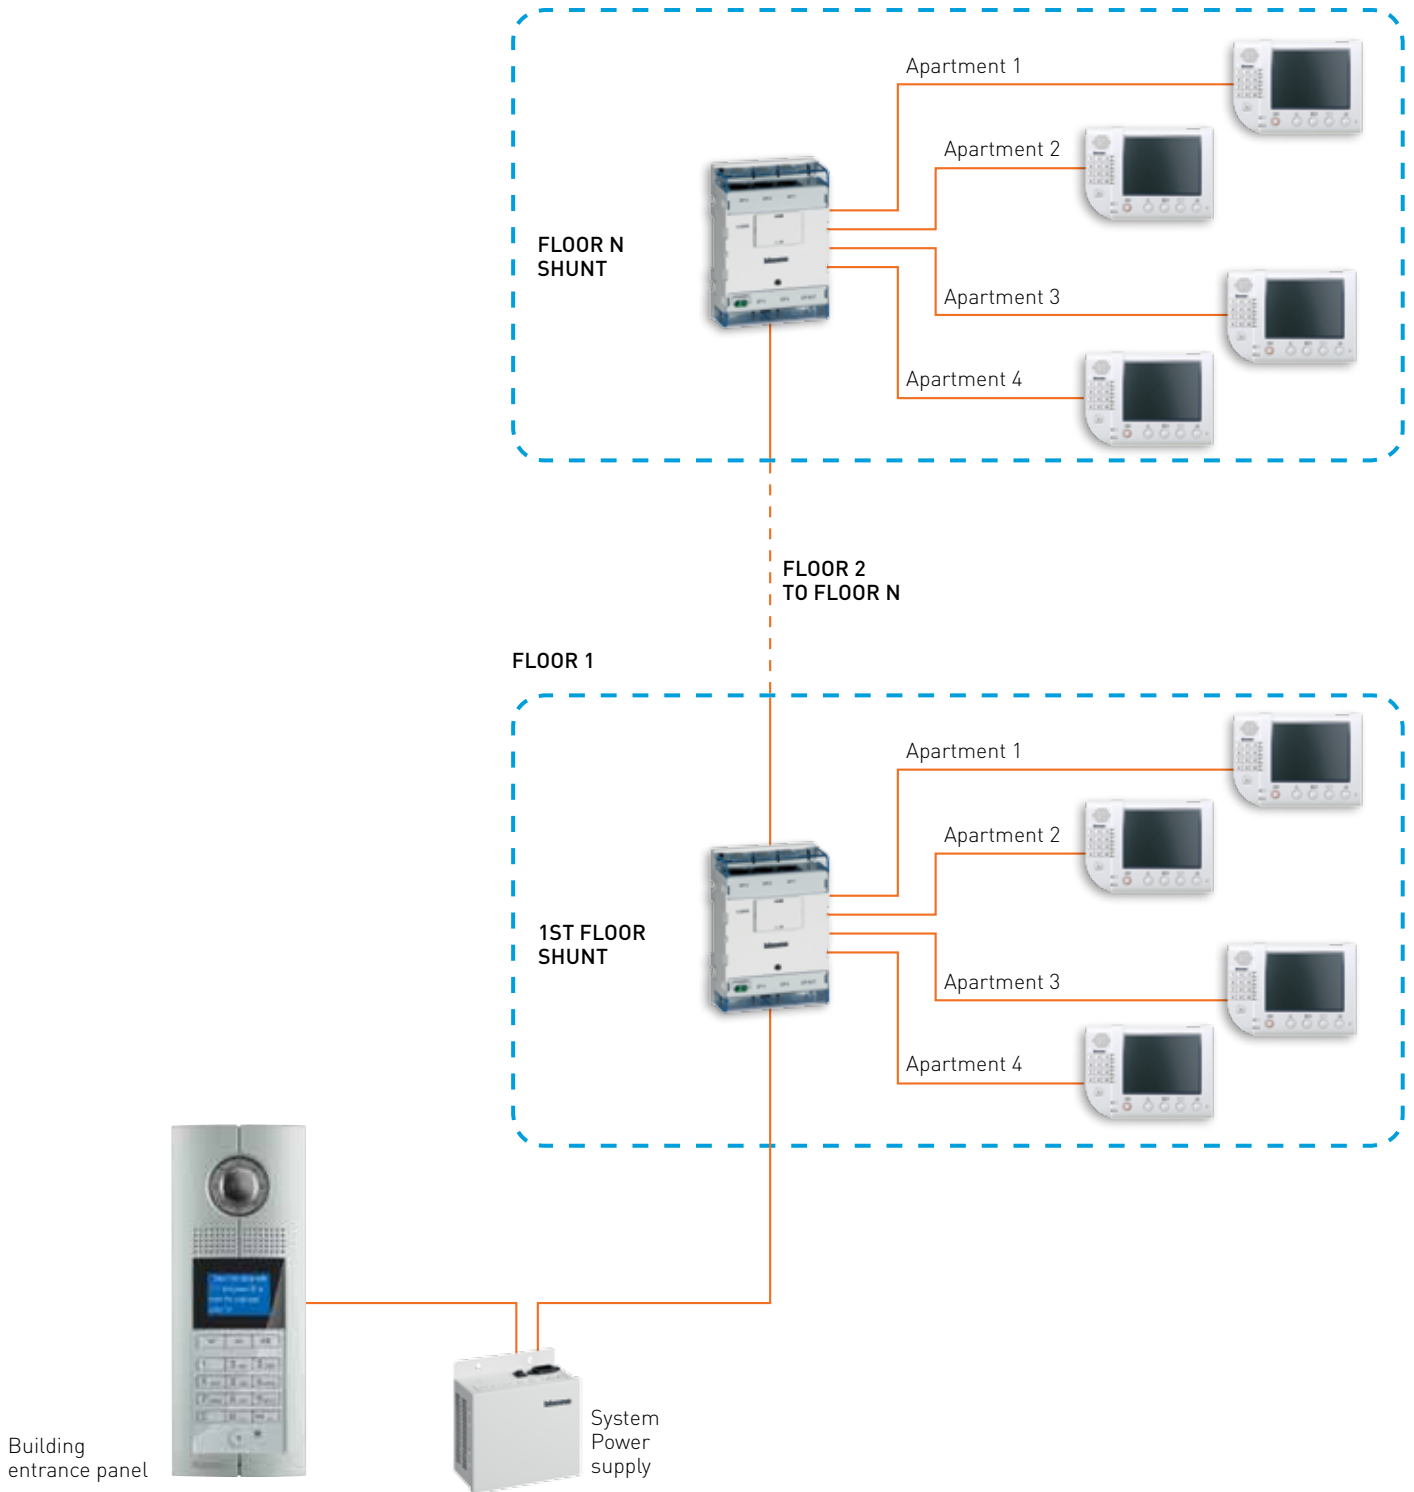 Apartment 1
Apartment 2
FLOOR N
SHUNT
Apartment 3
Apartment 4
FLOOR 2
TO FLOOR N
FLOOR 1
Apartment 1
Apartment 2
1ST FLOOR
SHUNT
Apartment 3
Apartment 4
Building
entrance panel
System
Power
supply